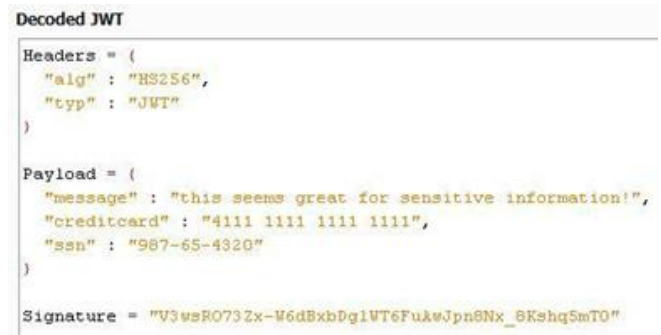 Decoded JWT
Headers = (
"alg" : "HS256",
"typ" : "JWT"
)
Payload = (
"message" : "this seems great for sensitive information!",
"creditcard" : "4111 1111 1111 1111",
"ssn" : "987-65-4320"
)
Signature = "V3wsRO73Zx-W6dBxbDglWT6FuAwJpn8Nx_8Kshq5mT0"